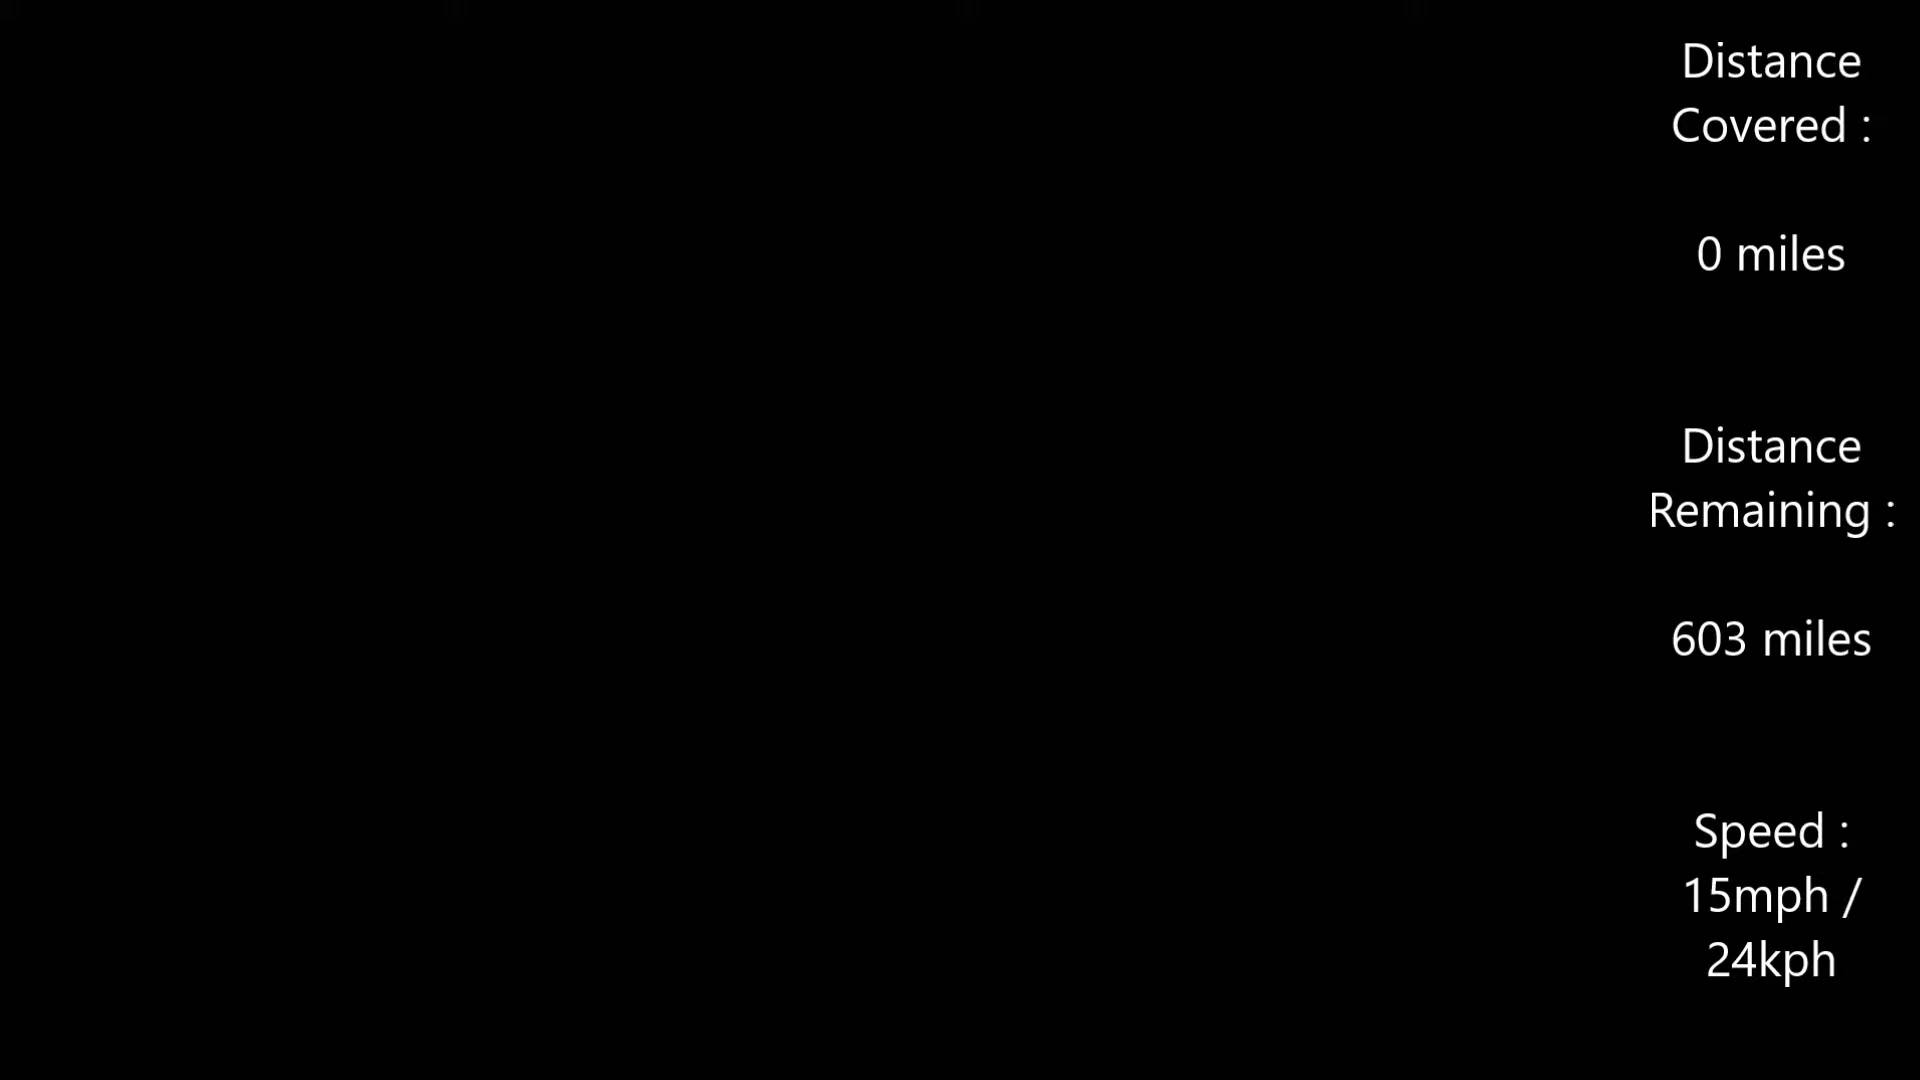 Distance
Covered :
0 miles
Distance
Remaining :
603 miles
Speed :
15mph /
24kph